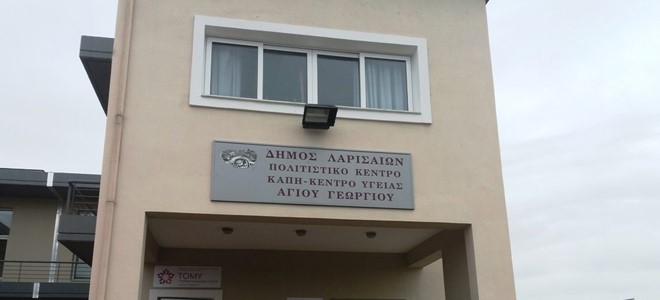 ΔΗΜΟΣ ΛΑΡΙΣΑΙΩΝ
ΠΟΛΙΤΙΣΤΙΚΟ ΚΕΝΤΡΟ
ΚΑΠΗ-ΚΕΝΤΡΟ ΥΓΕΙΑΣ
ΑΓΙΟΥ ΓΕΩΡΓΙΟΥ
ΤΟΜΥ